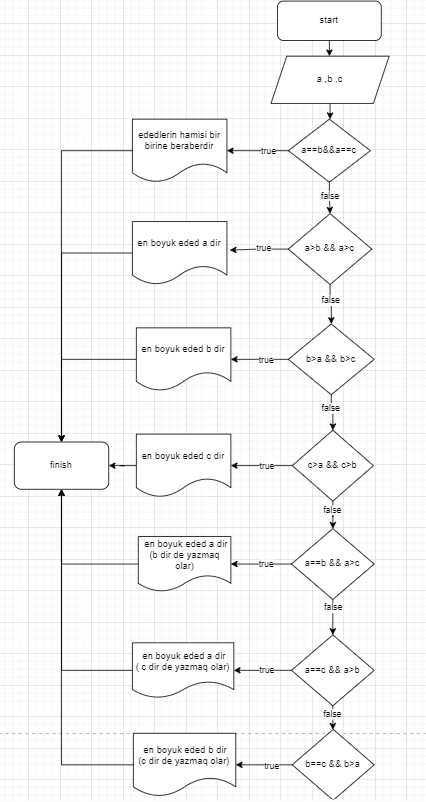 start
a ,b ,c
a==b&&a==c
true
ededlerin hamisi bir
birine beraberdir
false
a>b && a>c
true
en boyuk eded a dir
false
b>a && b>c
true
en boyuk eded b dir
false
c>a && c>b
true
en boyuk eded c dir
finish
false
a==b && a>c
true
en boyuk eded a dir
(b dir de yazmaq
olar)
false
a==c && a>b
true
en boyuk eded a dir
( c dir de yazmaq olar)
false
b==c && b>a
true
en boyuk eded b dir
(c dir de yazmaq olar)